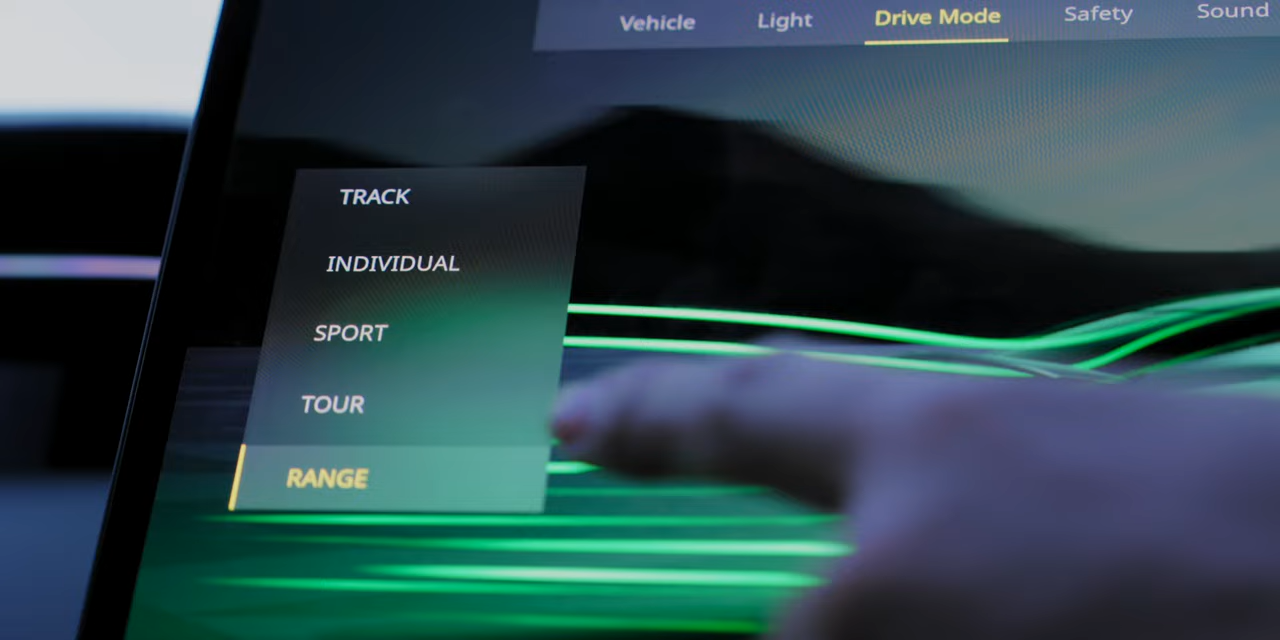 Vehicle Light Drive Mode Safety Sound
TRACK
INDIVIDUAL
SPORT
TOUR
RANGE